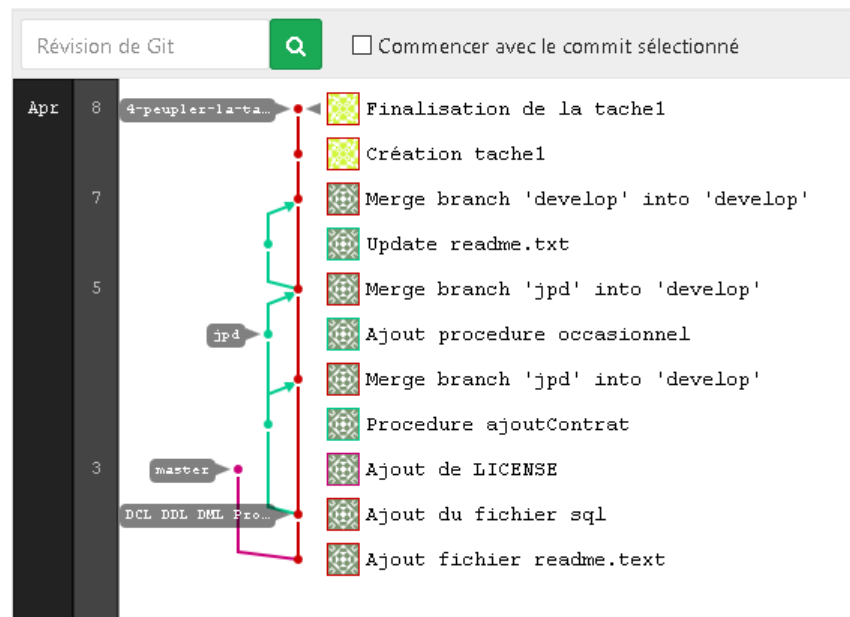 Révision de Git
Commencer avec le commit sélectionné
Apr 8 4-peupler-la-ta… Finalisation de la tache1
Création tache1
7 Merge branch 'develop' into 'develop'
Update readme.txt
5 Merge branch 'jpd' into 'develop'
jpd Ajout procedure occasionnel
Merge branch 'jpd' into 'develop'
Procedure ajoutContrat
3 master Ajout de LICENSE
DCL DDL DML Pro… Ajout du fichier sql
Ajout fichier readme.text